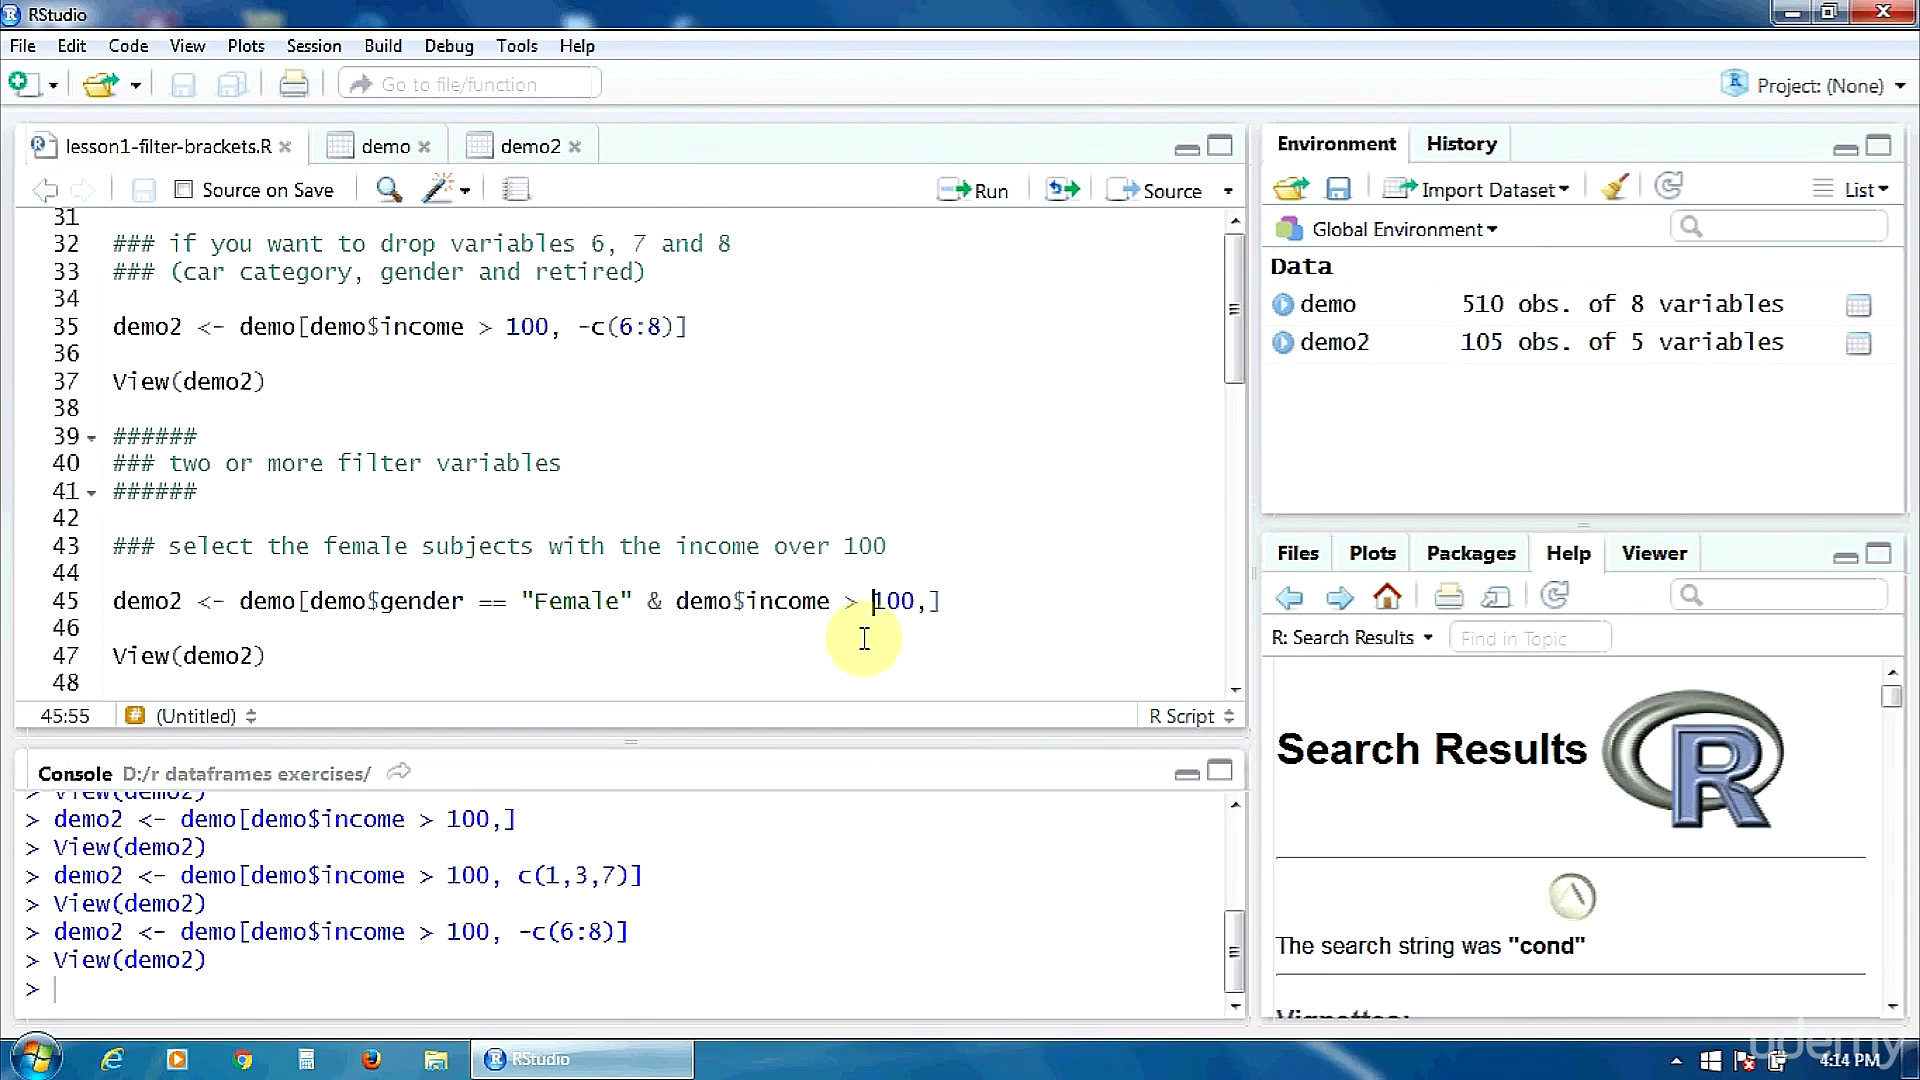 RStudio
File Edit Code View Plots Session Build Debug Tools Help
Go to file/function
Project: (None)
lesson1-filter-brackets.R
demo
demo2
Source on Save
Run
Source
31
32 ### if you want to drop variables 6, 7 and 8
33 ### (car category, gender and retired)
34
35 demo2 <- demo[demo$income > 100, -c(6:8)]
36
37 View(demo2)
38
39 ######
40 ### two or more filter variables
41 ######
42
43 ### select the female subjects with the income over 100
44
45 demo2 <- demo[demo$gender == "Female" & demo$income > 100,]
46
47 View(demo2)
48
45:55 # (Untitled)
R Script
Console D:/r dataframes exercises/
> View(demo2)
> demo2 <- demo[demo$income > 100,]
> View(demo2)
> demo2 <- demo[demo$income > 100, c(1,3,7)]
> View(demo2)
> demo2 <- demo[demo$income > 100, -c(6:8)]
> View(demo2)
>
Environment History
Import Dataset
List
Global Environment
Data
demo 510 obs. of 8 variables
demo2 105 obs. of 5 variables
Files Plots Packages Help Viewer
R: Search Results
Find in Topic
Search Results
R
The search string was "cond"
Vignettes:
RStudio
4:14 PM
udemy